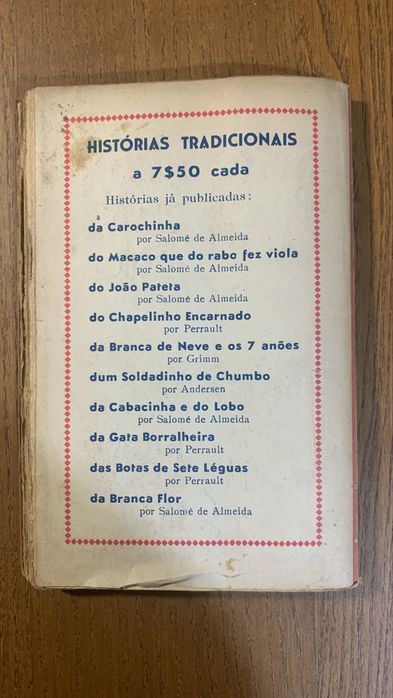 HISTÓRIAS TRADICIONAIS
a 7$50 cada
Histórias já publicadas:
da Carochinha
por Salomé de Almeida
do Macaco que do rabo fez viola
por Salomé de Almeida
do João Pateta
por Salomé de Almeida
do Chapelinho Encarnado
por Perrault
da Branca de Neve e os 7 anões
por Grimm
dum Soldadinho de Chumbo
por Andersen
da Cabacinha e do Lobo
por Salomé de Almeida
da Gata Borralheira
por Perrault
das Botas de Sete Léguas
por Perrault
da Branca Flor
por Salomé de Almeida